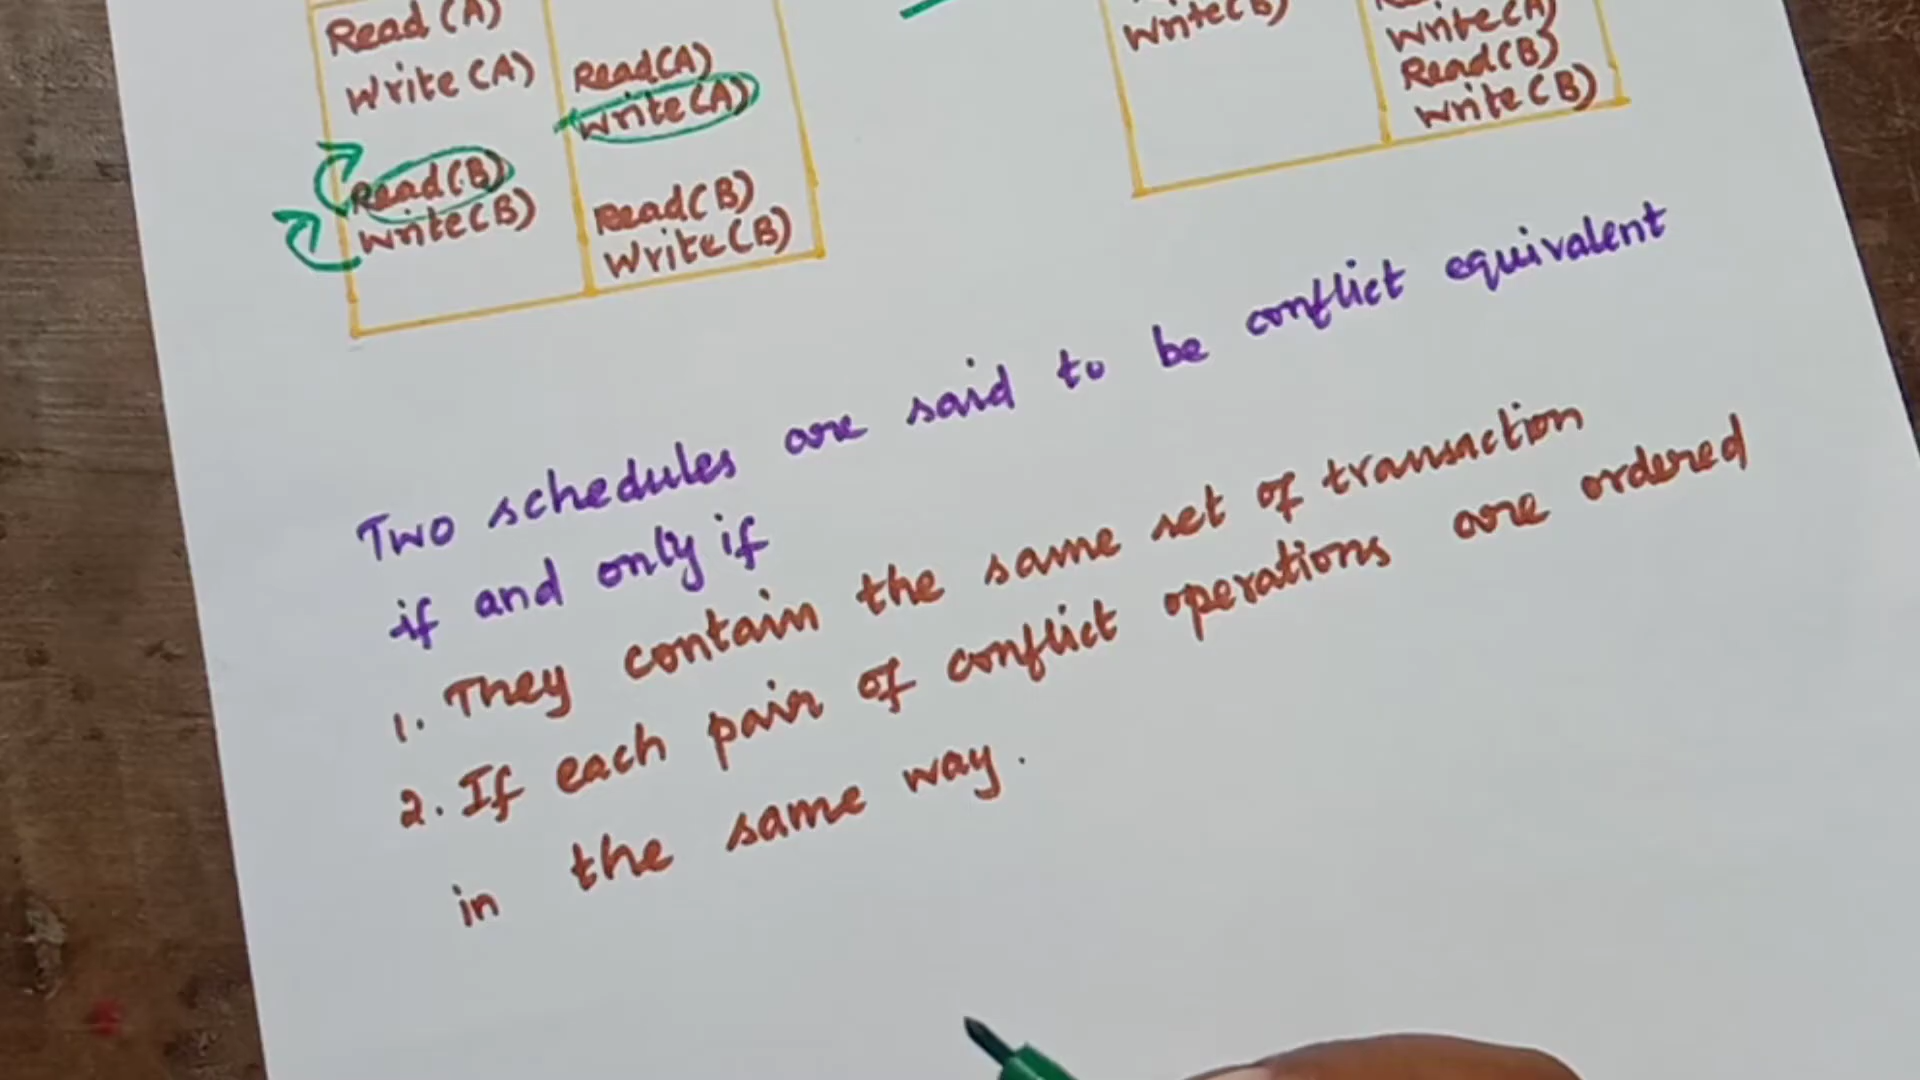 Read(A)
Write(A)
Read(A)
Write(A)
Read(B)
Write(B)
Read(B)
Write(B)
Write(B)
Write(A)
Read(B)
Write(B)
Two schedules are said to be conflict equivalent
if and only if
1. They contain the same set of transaction
2. If each pair of conflict operations are ordered
in the same way.